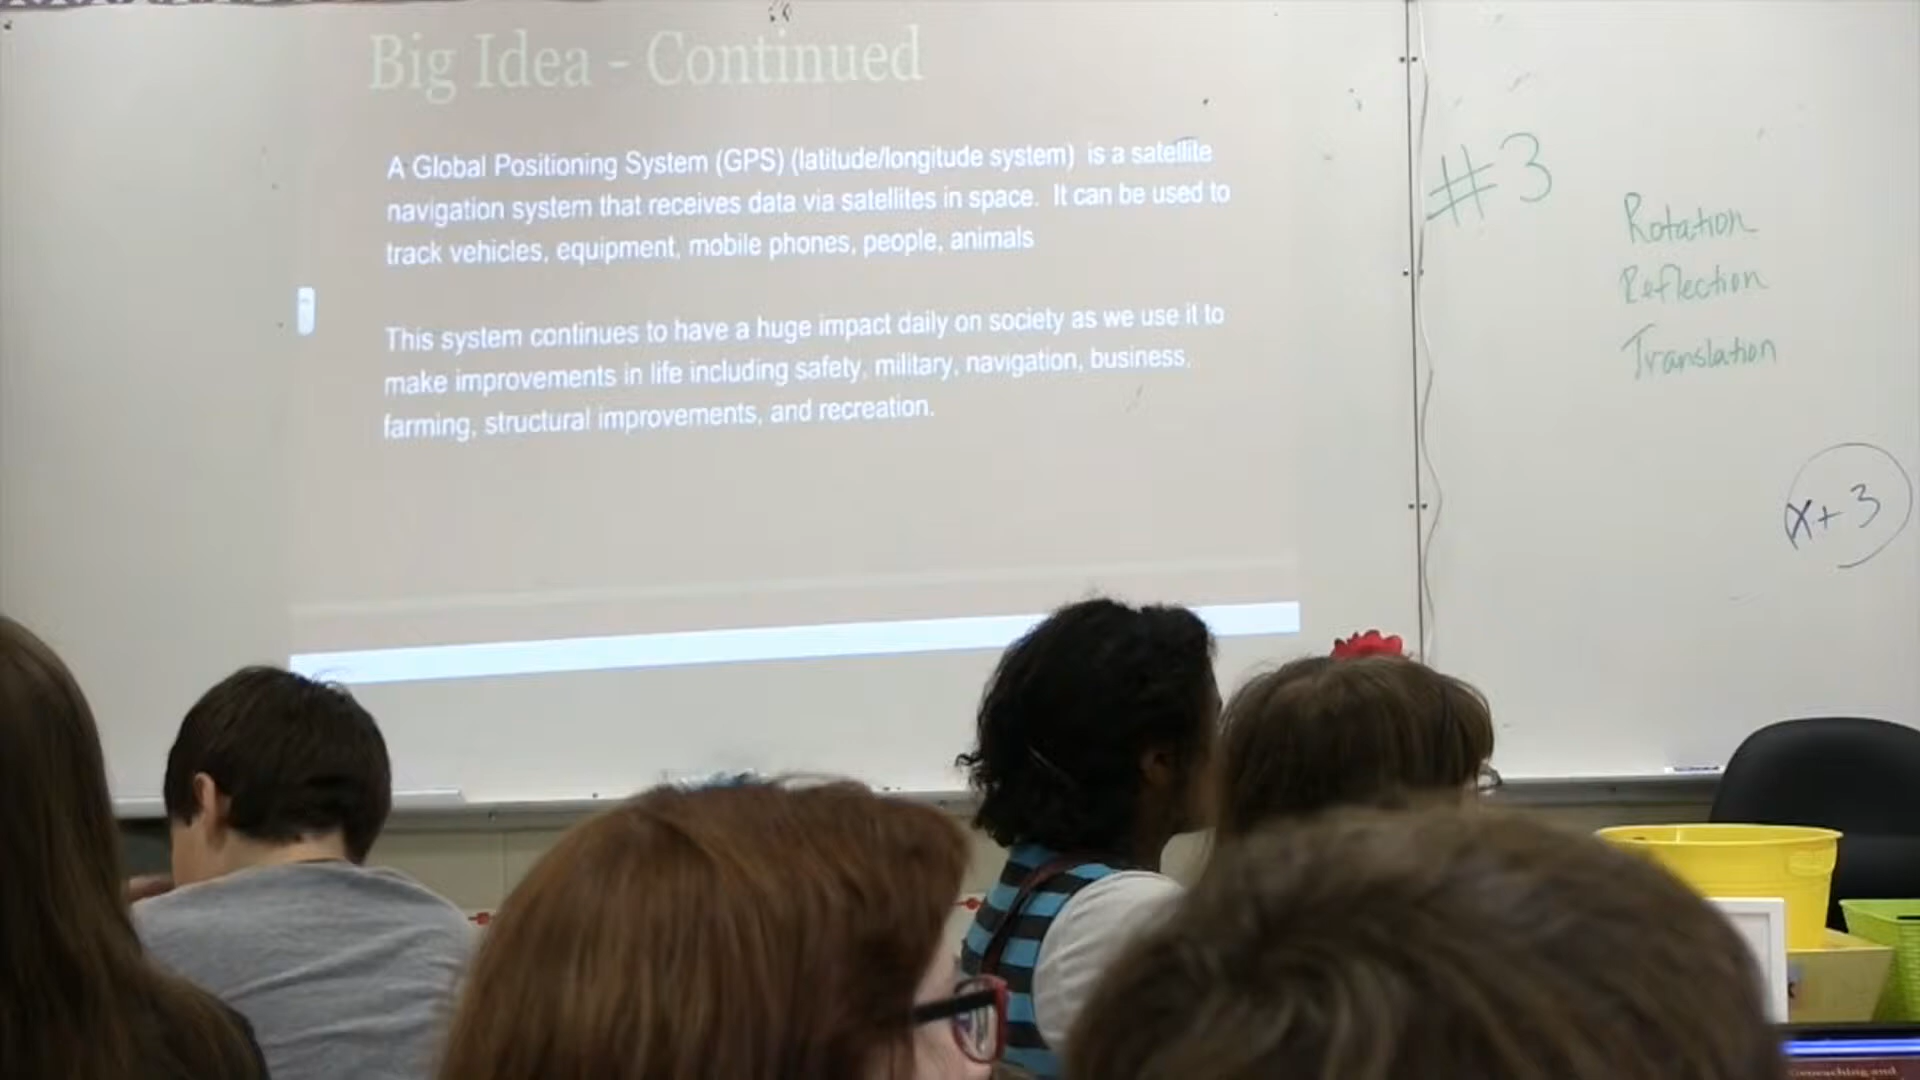 Big Idea - Continued
A Global Positioning System (GPS) (latitude/longitude system) is a satellite
navigation system that receives data via satellites in space. It can be used to
track vehicles, equipment, mobile phones, people, animals
This system continues to have a huge impact daily on society as we use it to
make improvements in life including safety, military, navigation, business,
farming, structural improvements, and recreation.
#3
Rotation
Reflection
Translation
x+3